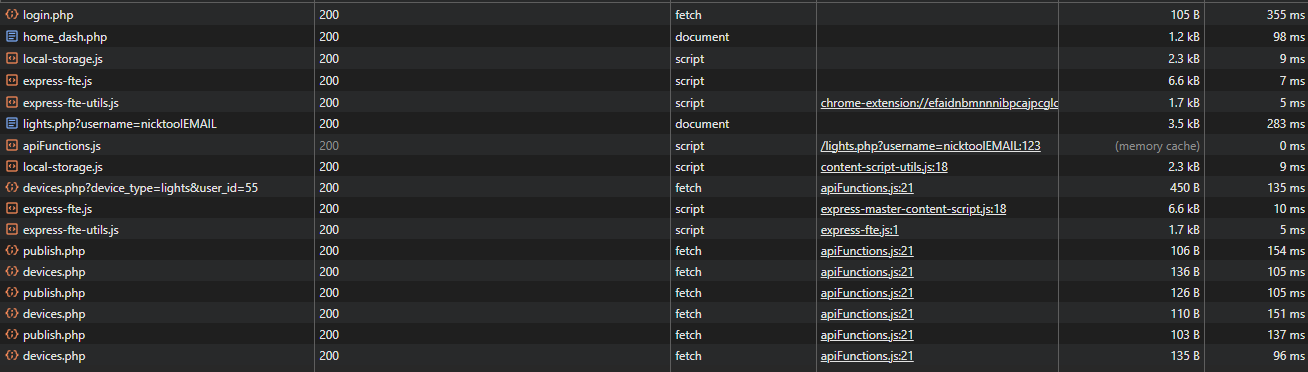 login.php 200 fetch 105 B 355 ms
home_dash.php 200 document 1.2 kB 98 ms
local-storage.js 200 script 2.3 kB 9 ms
express-fte.js 200 script 6.6 kB 7 ms
express-fte-utils.js 200 script chrome-extension://efaidnbmnnnibpcajpcglc 1.7 kB 5 ms
lights.php?username=nicktoolEMAIL 200 document 3.5 kB 283 ms
apiFunctions.js 200 script /lights.php?username=nicktoolEMAIL:123 (memory cache) 0 ms
local-storage.js 200 script content-script-utils.js:18 2.3 kB 9 ms
devices.php?device_type=lights&user_id=55 200 fetch apiFunctions.js:21 450 B 135 ms
express-fte.js 200 script express-master-content-script.js:18 6.6 kB 10 ms
express-fte-utils.js 200 script express-fte.js:1 1.7 kB 5 ms
publish.php 200 fetch apiFunctions.js:21 106 B 154 ms
devices.php 200 fetch apiFunctions.js:21 136 B 105 ms
publish.php 200 fetch apiFunctions.js:21 126 B 105 ms
devices.php 200 fetch apiFunctions.js:21 110 B 151 ms
publish.php 200 fetch apiFunctions.js:21 103 B 137 ms
devices.php 200 fetch apiFunctions.js:21 135 B 96 ms